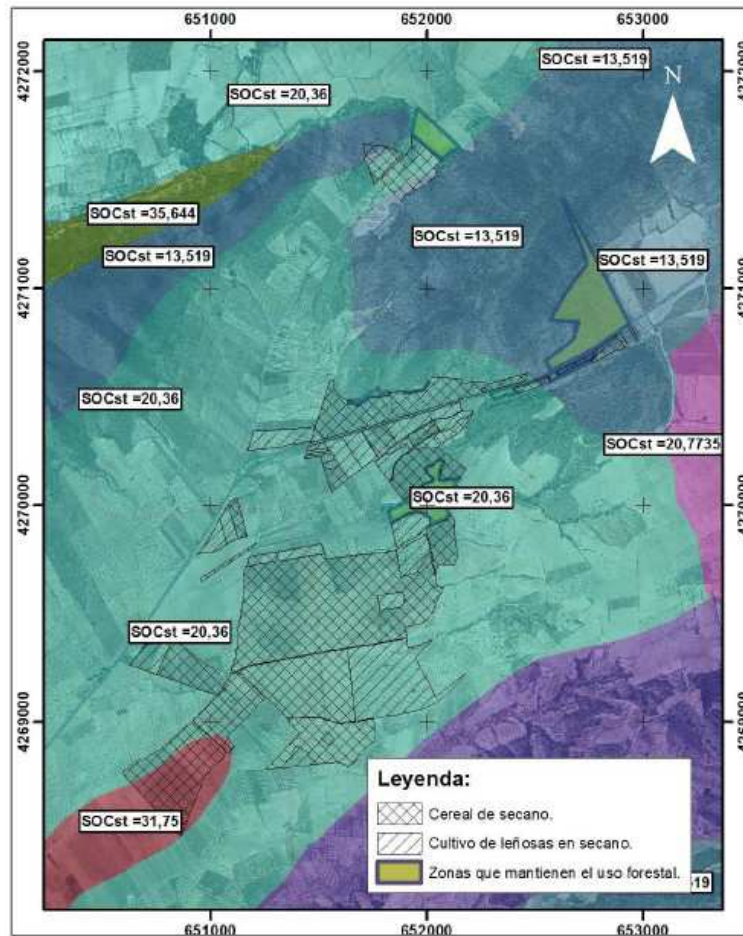 651000 652000 653000
4272000 4272000
SOCst =13,519
SOCst =20,36
N
SOCst =35,644
SOCst =13,519
SOCst =13,519
SOCst =13,519
4271000 4271000
SOCst =20,36
SOCst =20,7735
SOCst =20,36
4270000 4270000
SOCst =20,36
4269000 4269000
SOCst =31,75
Leyenda:
Cereal de secano.
Cultivo de leñosas en secano.
Zonas que mantienen el uso forestal.
651000 652000 653000